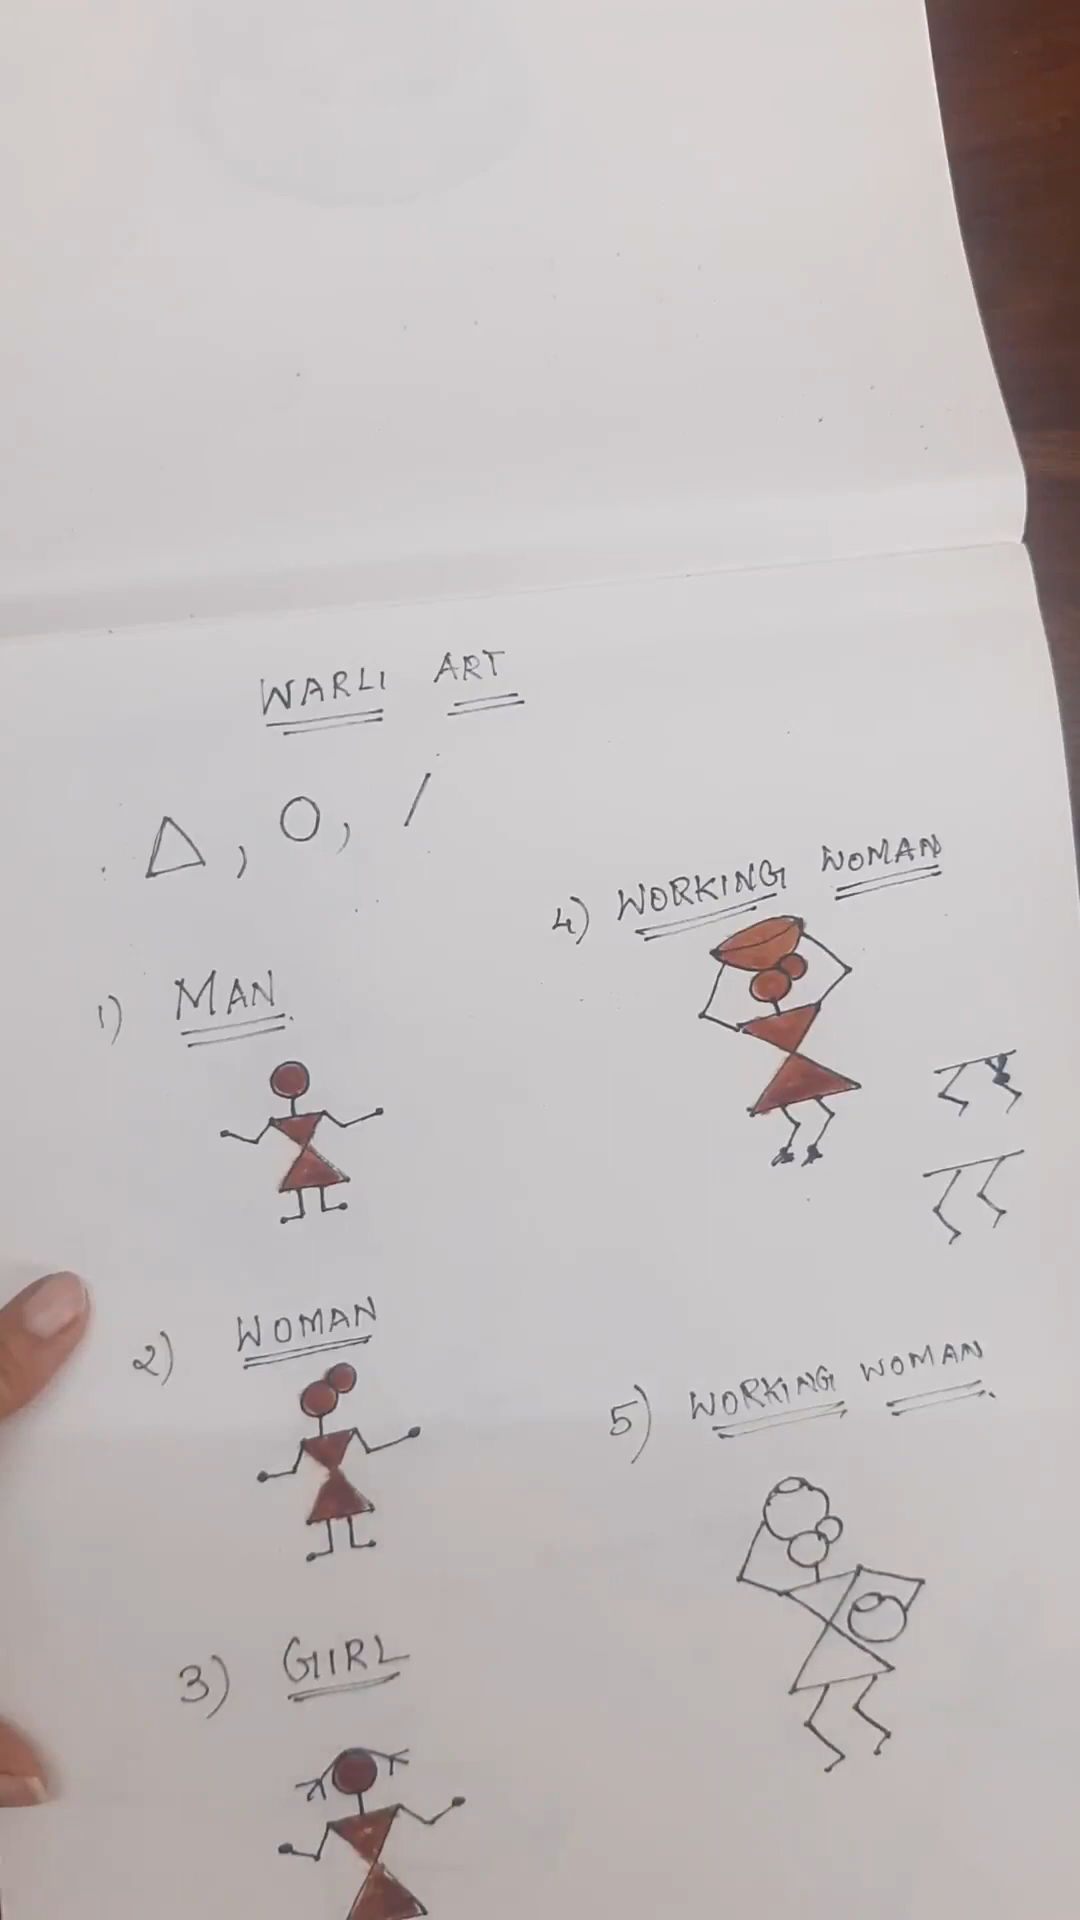 WARLI ART
1) MAN
2) WOMAN
3) GIRL
4) WORKING WOMAN
5) WORKING WOMAN